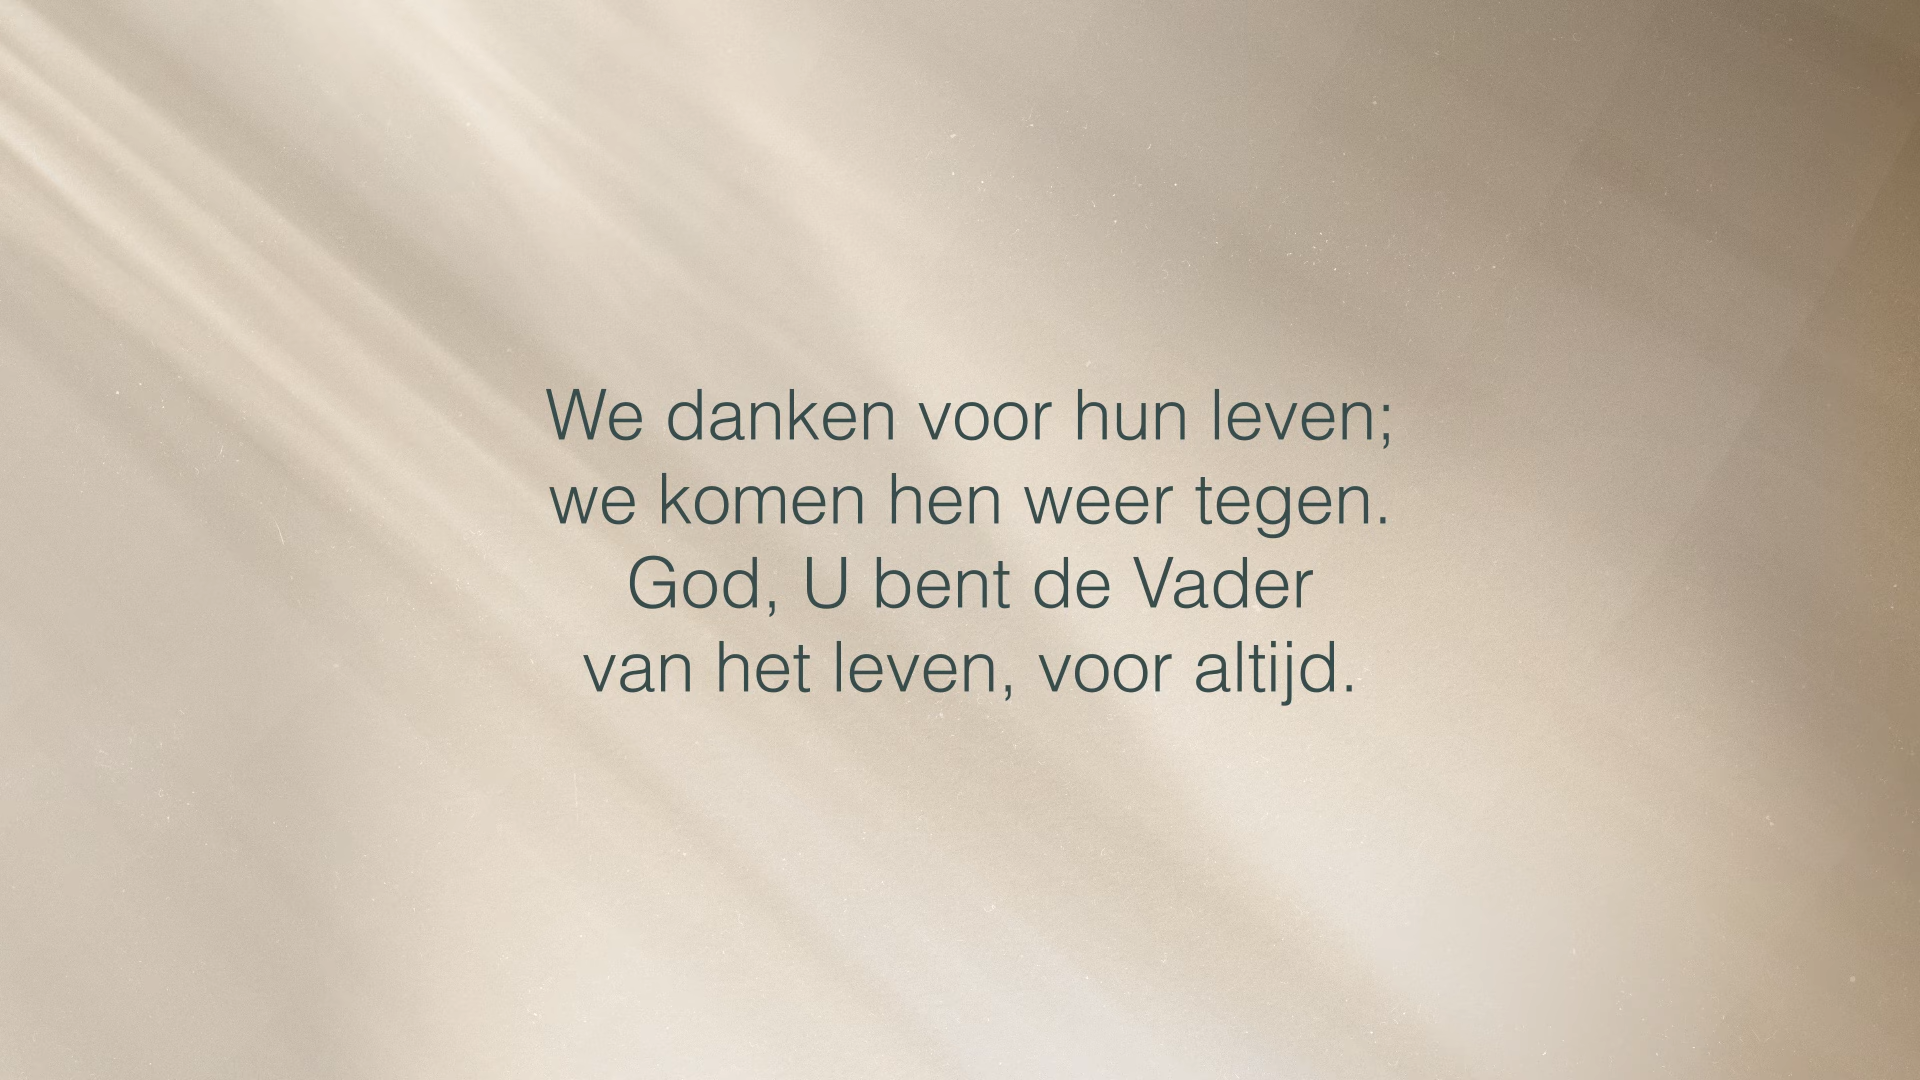 We danken voor hun leven;
we komen hen weer tegen.
God, U bent de Vader
van het leven, voor altijd.